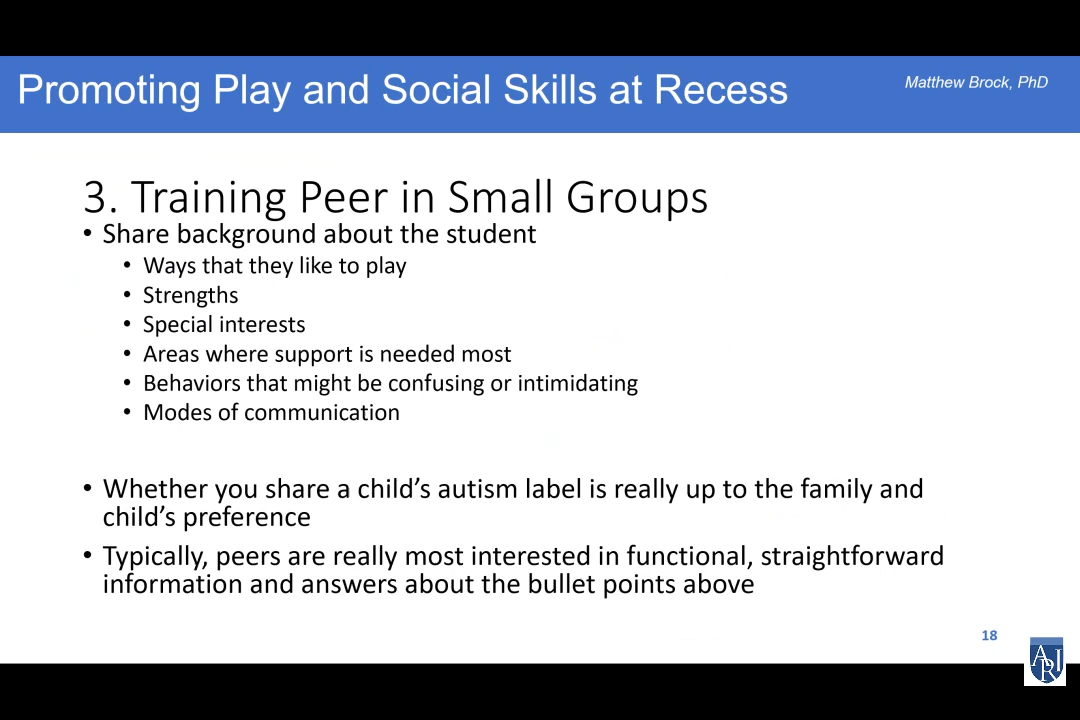 Promoting Play and Social Skills at Recess
Matthew Brock, PhD
3. Training Peer in Small Groups
• Share background about the student
• Ways that they like to play
• Strengths
• Special interests
• Areas where support is needed most
• Behaviors that might be confusing or intimidating
• Modes of communication
• Whether you share a child’s autism label is really up to the family and
child’s preference
• Typically, peers are really most interested in functional, straightforward
information and answers about the bullet points above
18
ARI